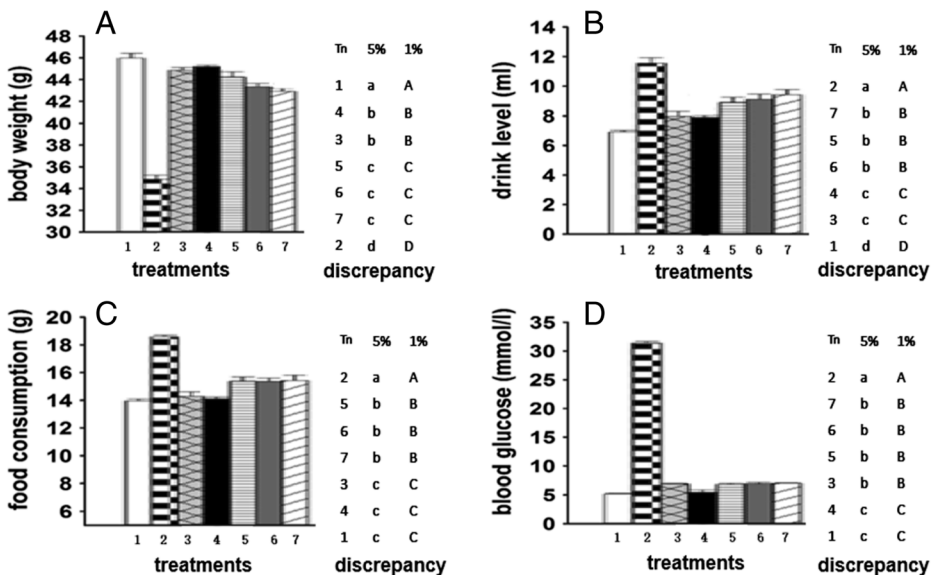 A
body weight (g)
46
44
42
40
38
36
34
32
30
1 2 3 4 5 6 7
treatments
Tn 5% 1%
1 a A
4 b B
3 b B
5 c C
6 c C
7 c C
2 d D
discrepancy
B
drink level (ml)
14
12
10
8
6
4
2
0
1 2 3 4 5 6 7
treatments
Tn 5% 1%
2 a A
7 b B
5 b B
6 b B
4 c C
3 c C
1 d D
discrepancy
C
food consumption (g)
20
18
16
14
12
10
8
6
1 2 3 4 5 6 7
treatments
Tn 5% 1%
2 a A
5 b B
6 b B
7 b B
3 c C
4 c C
1 c C
discrepancy
D
blood glucose (mmol/l)
35
30
25
20
15
10
5
0
1 2 3 4 5 6 7
treatments
Tn 5% 1%
2 a A
7 b B
6 b B
5 b B
3 b B
4 c C
1 c C
discrepancy